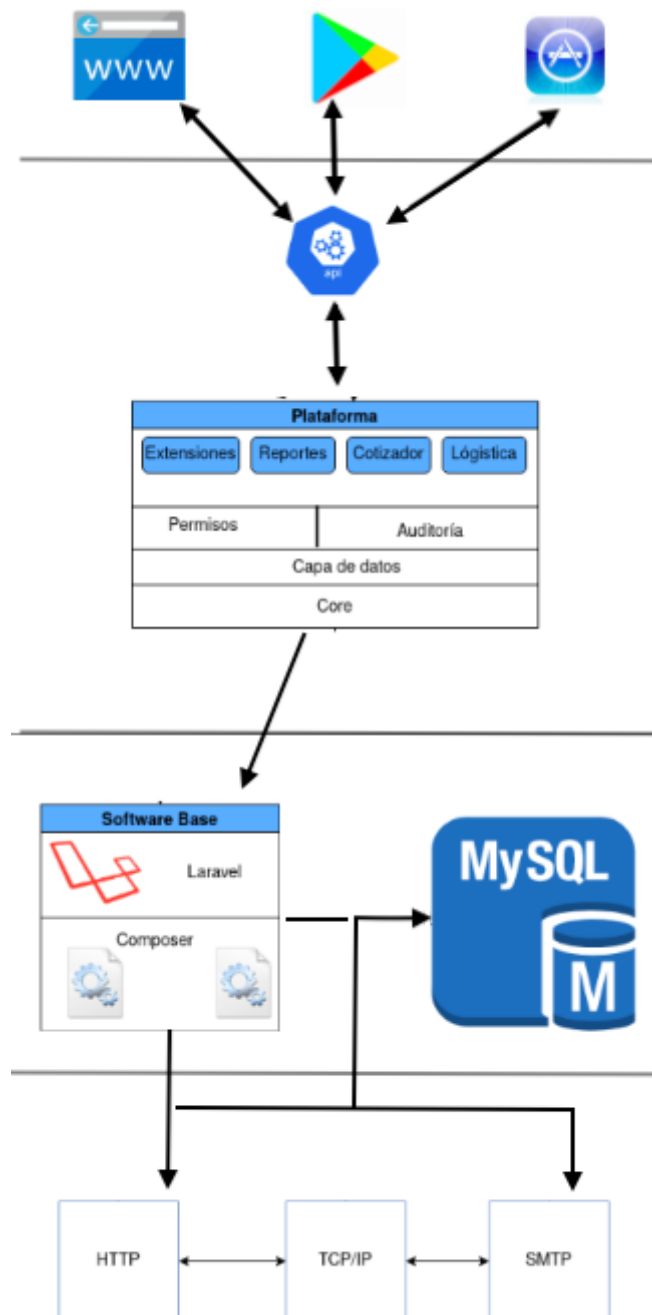 www
api
Plataforma
Extensiones Reportes Cotizador Lógistica
Permisos Auditoría
Capa de datos
Core
Software Base
Laravel
Composer
MySQL
M
HTTP TCP/IP SMTP